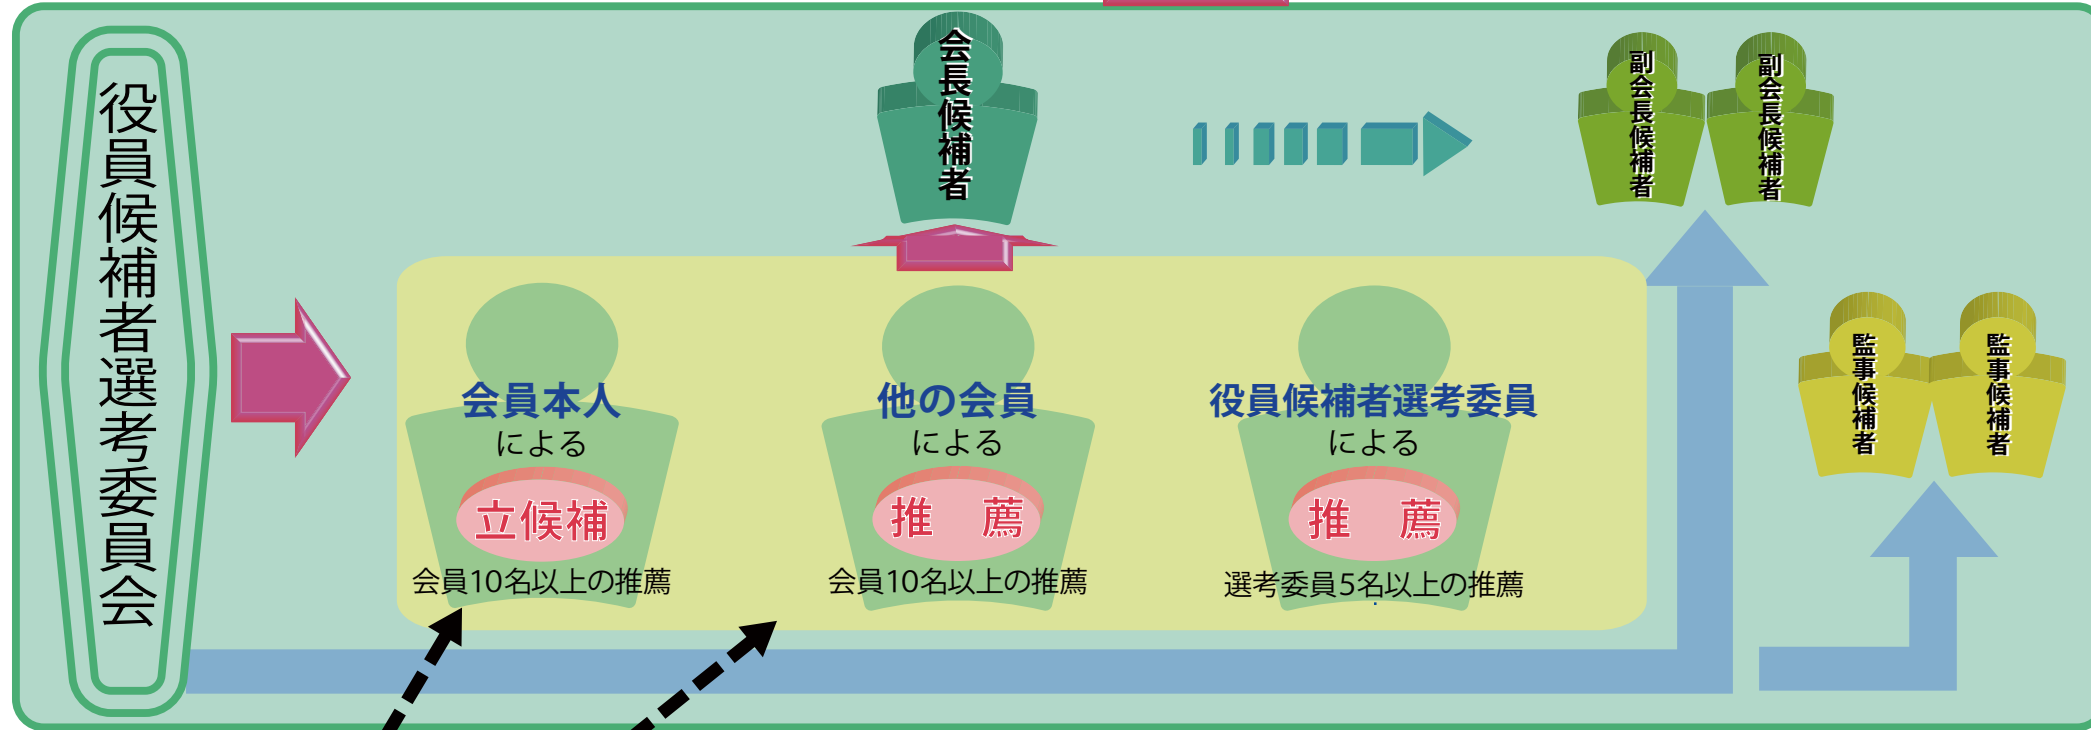 役員候補者選考委員会
会長候補者
副会長候補者
副会長候補者
監事候補者
監事候補者
会員本人
による
立候補
会員10名以上の推薦
他の会員
による
推　薦
会員10名以上の推薦
役員候補者選考委員
による
推　薦
選考委員5名以上の推薦